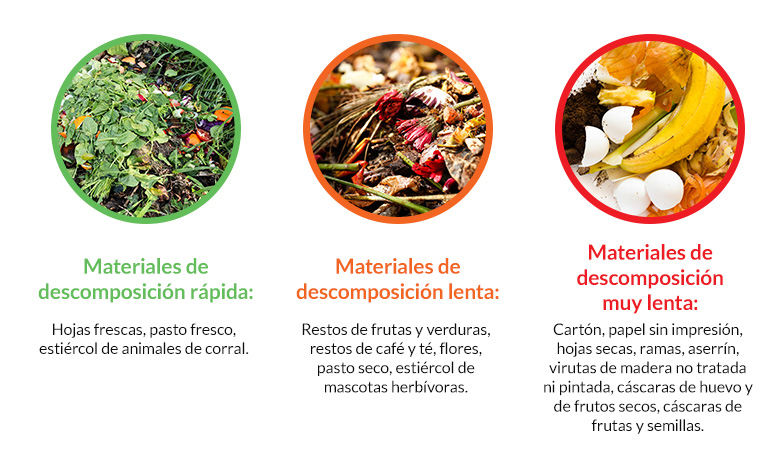 Materiales de
descomposición rápida:
Hojas frescas, pasto fresco,
estiércol de animales de corral.
Materiales de
descomposición lenta:
Restos de frutas y verduras,
restos de café y té, flores,
pasto seco, estiércol de
mascotas herbívoras.
Materiales de
descomposición
muy lenta:
Cartón, papel sin impresión,
hojas secas, ramas, aserrín,
virutas de madera no tratada
ni pintada, cáscaras de huevo y
de frutos secos, cáscaras de
frutas y semillas.